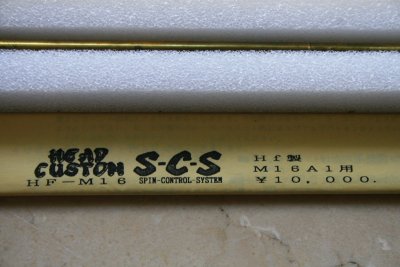 HEAD CUSTOM
HF-M16
S-C-S
SPIN-CONTROL-SYSTEM
Hf製
M16A1用
¥10,000.